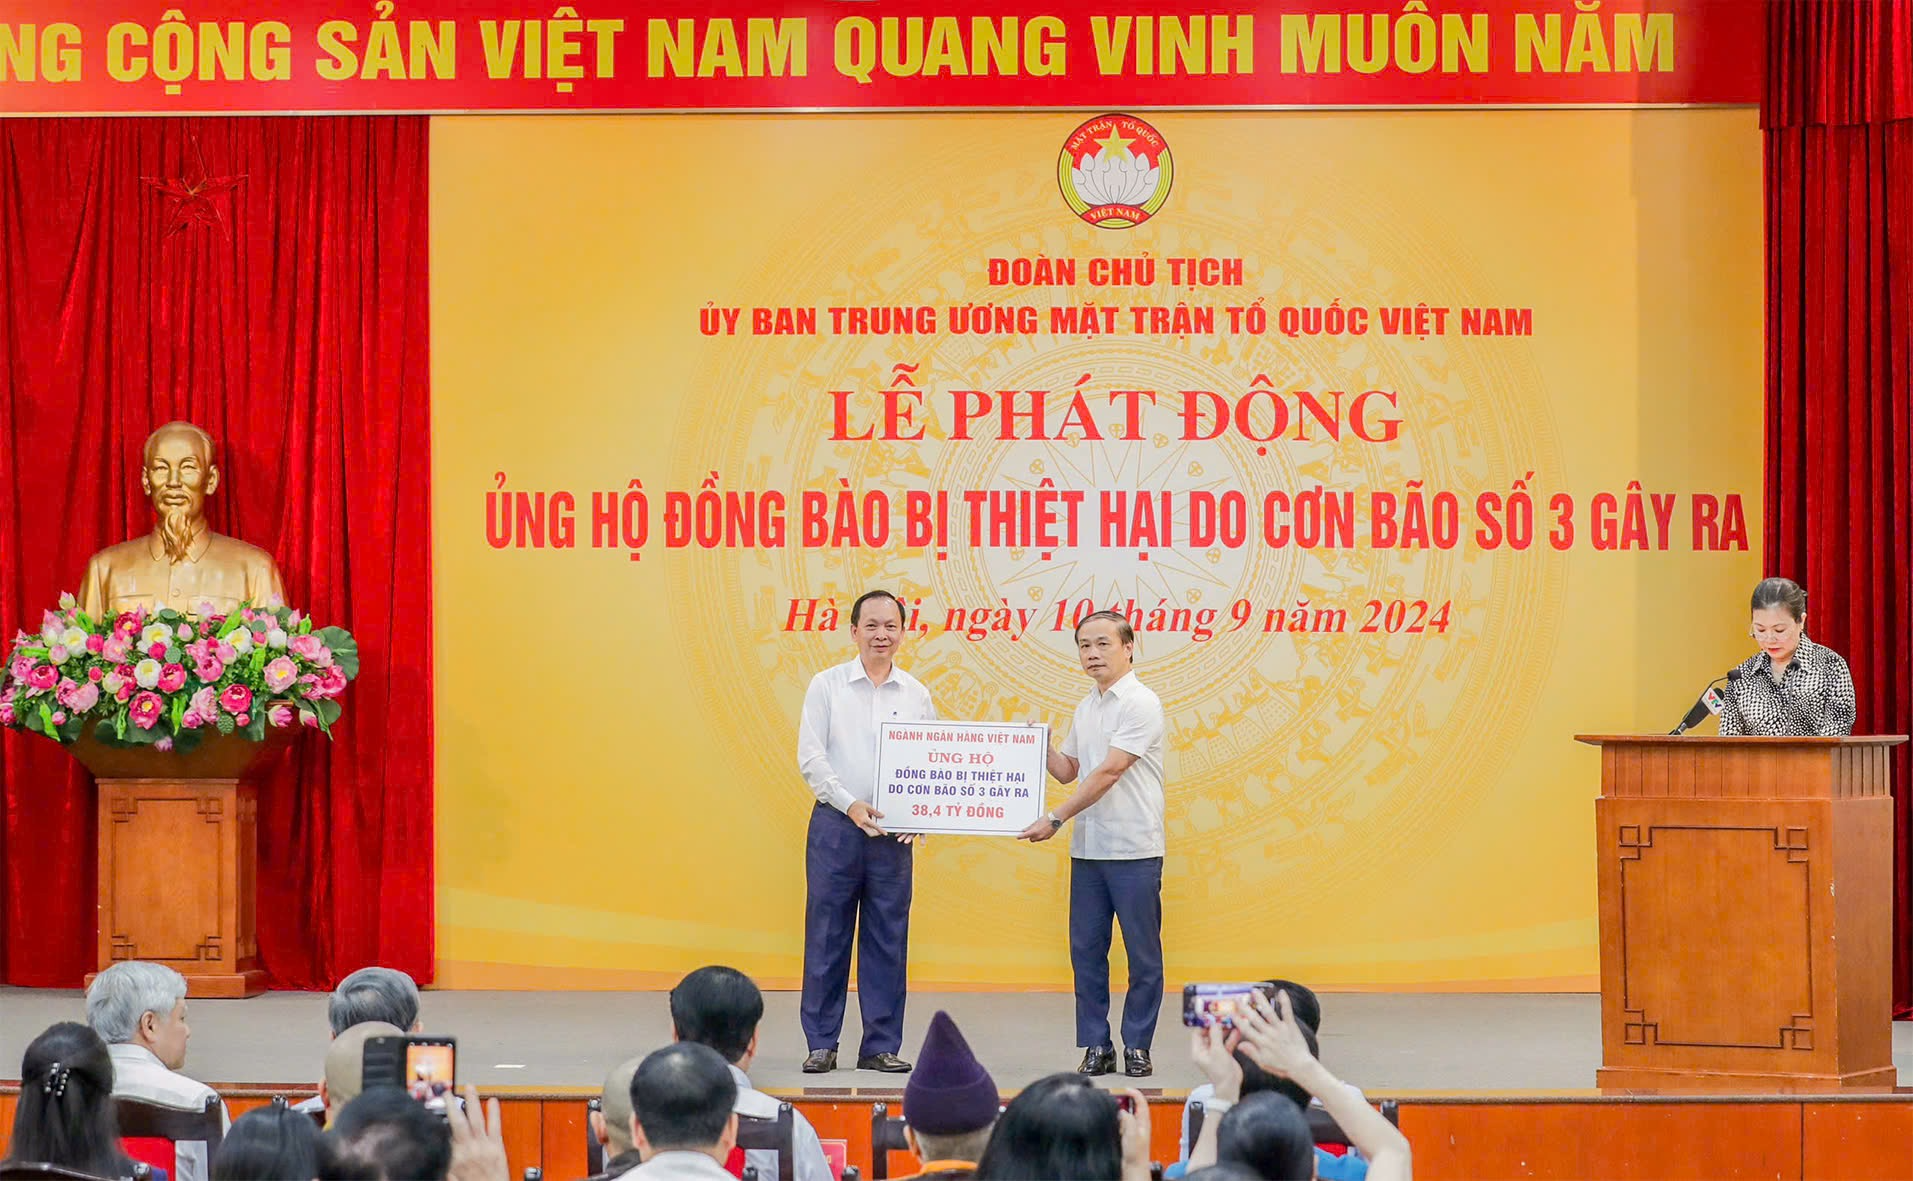 NG CỘNG SẢN VIỆT NAM QUANG VINH MUÔN NĂM
MẶT TRẬN TỔ QUỐC
VIỆT NAM
ĐOÀN CHỦ TỊCH
ỦY BAN TRUNG ƯƠNG MẶT TRẬN TỔ QUỐC VIỆT NAM
LỄ PHÁT ĐỘNG
ỦNG HỘ ĐỒNG BÀO BỊ THIỆT HẠI DO CƠN BÃO SỐ 3 GÂY RA
Hà ội, ngày 10 tháng 9 năm 2024
NGÀNH NGÂN HÀNG VIỆT NAM
ỦNG HỘ
ĐỒNG BÀO BỊ THIỆT HẠI
DO CƠN BÃO SỐ 3 GÂY RA
38,4 TỶ ĐỒNG
VTV